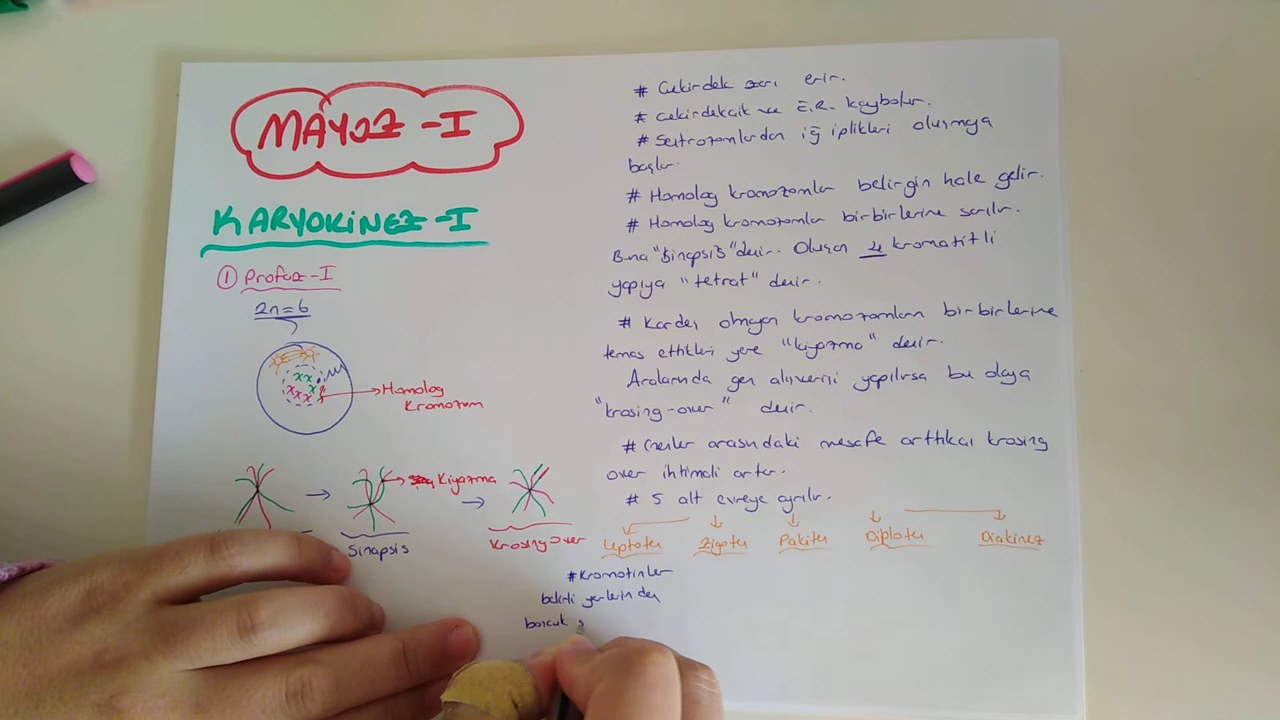 MAYOZ-I
KARYOKİNEZ-I
① Profaz-I
2n=6
Homolog
Kromozom
Kiyazma
Sinapsis
Krosing over
# Cekirdek zarı erir.
# cekirdekcik ve E.R. kaybolur.
# Sentrozomlardan iğ iplikleri oluşmaya
başlar.
# Homolog kromozomlar belirgin hale gelir.
# Homolog kromozomlar birbirlerine sarılır.
Buna "Sinapsis" denir. Oluşan 4 kromatitli
yapıya "tetrat" denir.
# Kardeş olmayan kromozomların birbirlerine
temas ettikleri yere "kiyazma" denir.
Aralarında gen alışverişi yapılırsa bu olaya
"krosing-over" denir.
# Genler arasındaki mesafe arttıkça krosing
over ihtimali artar.
# 5 alt evreye ayrılır.
Leptoten Zigoten Pakiten Diploten Diakinez
# Kromatinler
belirli yerlerinden
boncuk ş